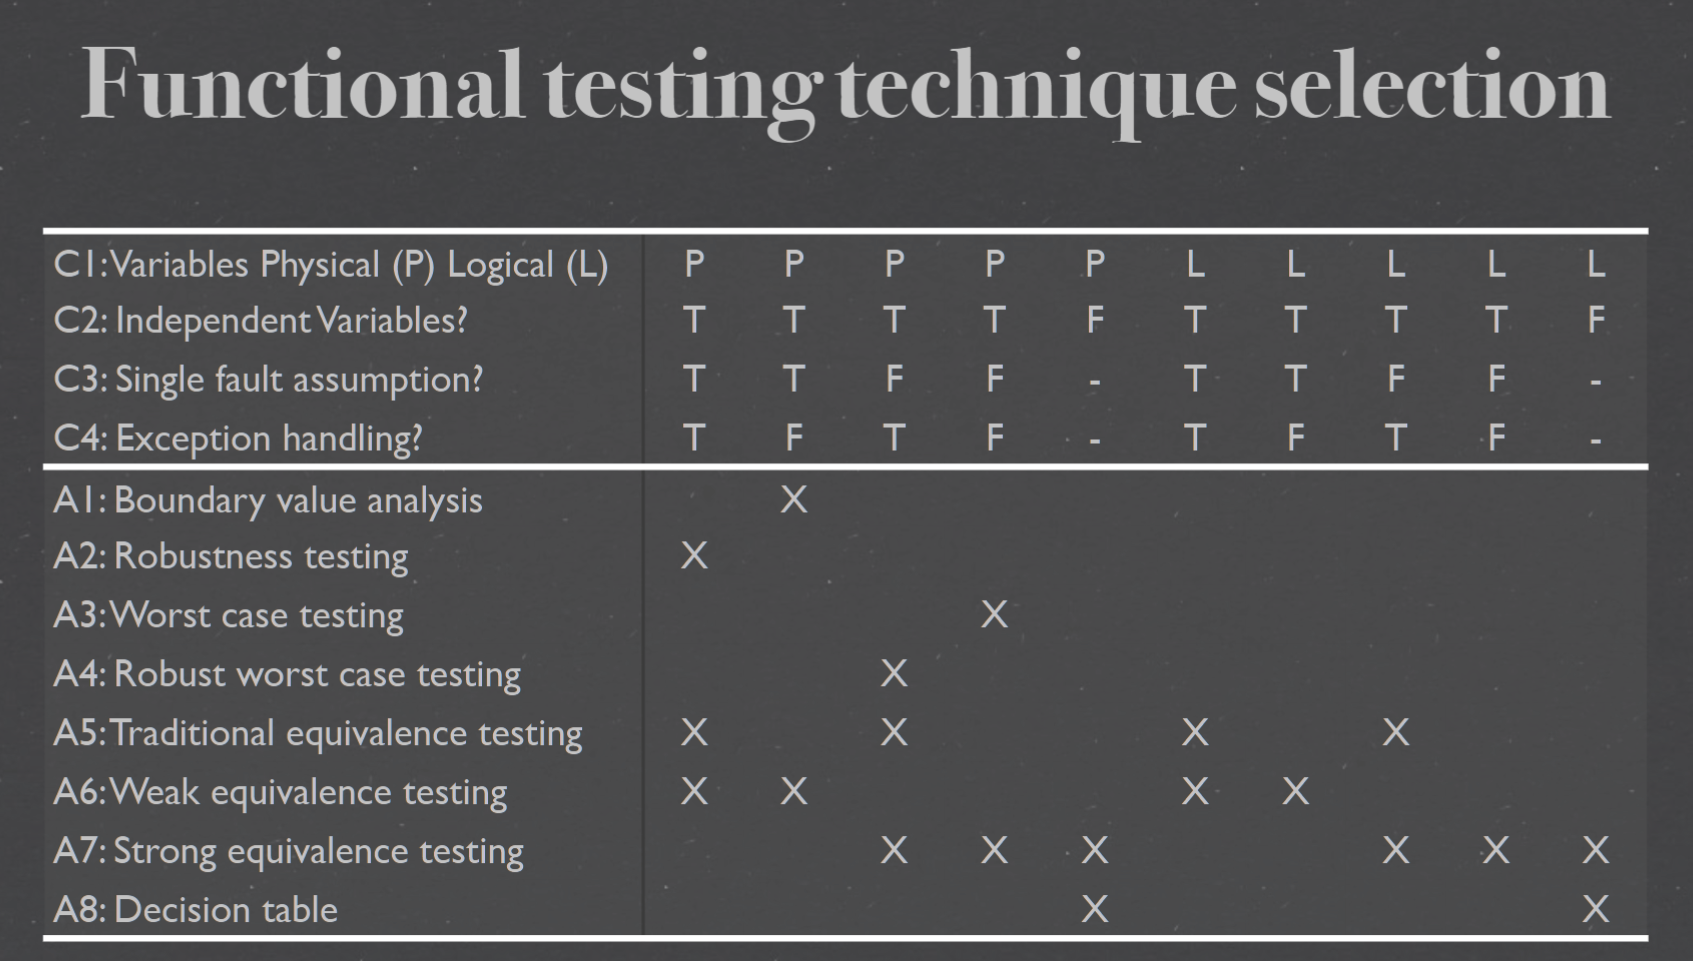 Functional testing technique selection
C1: Variables Physical (P) Logical (L) P P P P P L L L L L
C2: Independent Variables? T T T T F T T T T F
C3: Single fault assumption? T T F F - T T F F -
C4: Exception handling? T F T F - T F T F -
A1: Boundary value analysis X
A2: Robustness testing X
A3: Worst case testing X
A4: Robust worst case testing X
A5: Traditional equivalence testing X X X X
A6: Weak equivalence testing X X X X
A7: Strong equivalence testing X X X X X X
A8: Decision table X X